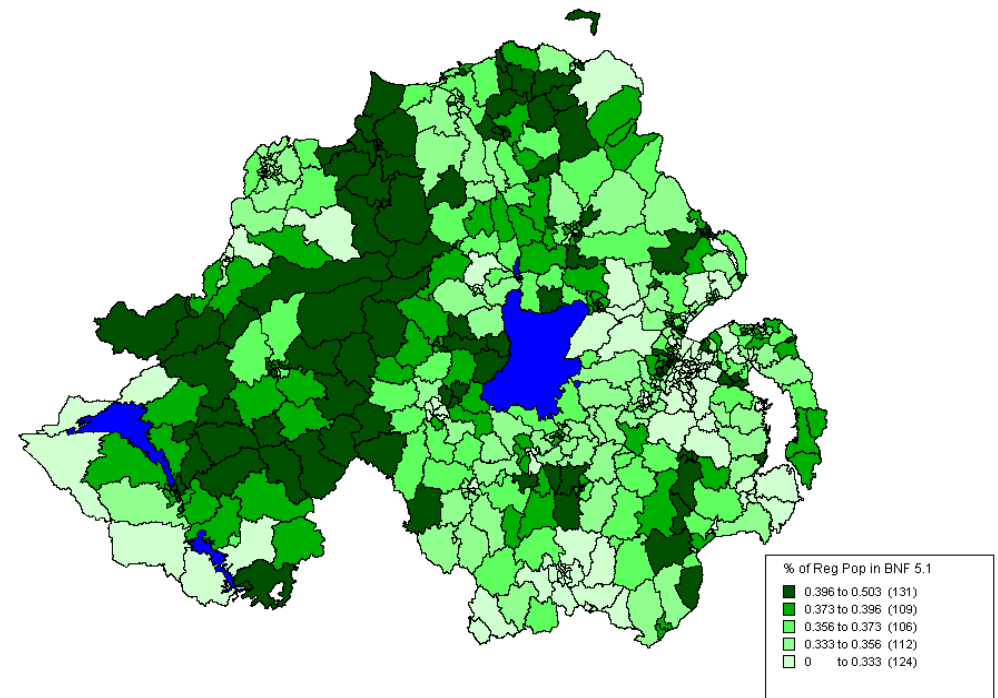 % of Reg Pop in BNF 5.1
0.396 to 0.503 (131)
0.373 to 0.396 (109)
0.356 to 0.373 (106)
0.333 to 0.356 (112)
0 to 0.333 (124)